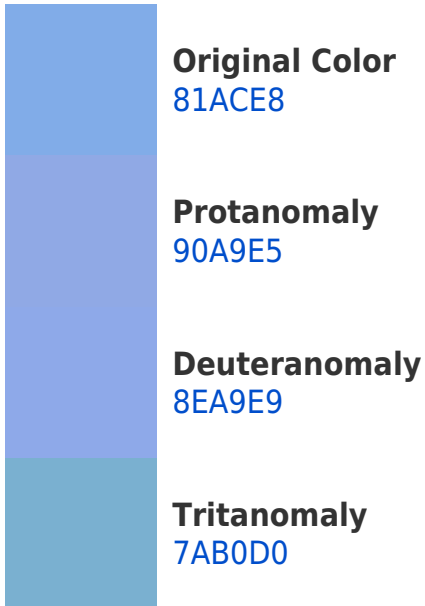 Original Color
81ACE8
Protanomaly
90A9E5
Deuteranomaly
8EA9E9
Tritanomaly
7AB0D0